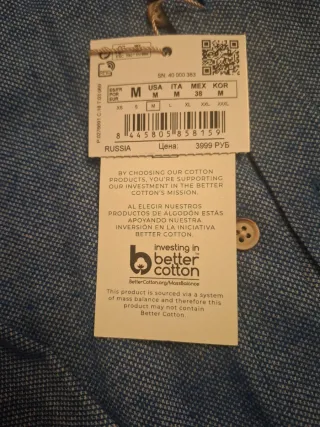 M
USA
M
ITA
M
MEX
38
KOR
M
XS S M L XL XXL XXXL
8 445805 858159
RUSSIA Цена: 3999 РУБ
BY CHOOSING OUR COTTON
PRODUCTS, YOU'RE SUPPORTING
OUR INVESTMENT IN THE BETTER
COTTON'S MISSION.
AL ELEGIR NUESTROS
PRODUCTOS DE ALGODÓN ESTÁS
APOYANDO NUESTRA
INVERSIÓN EN LA INICIATIVA
BETTER COTTON.
investing in
better
cotton
BetterCotton.org/MassBalance
This product is sourced via a system
of mass balance and therefore this
product may not contain
Better Cotton.